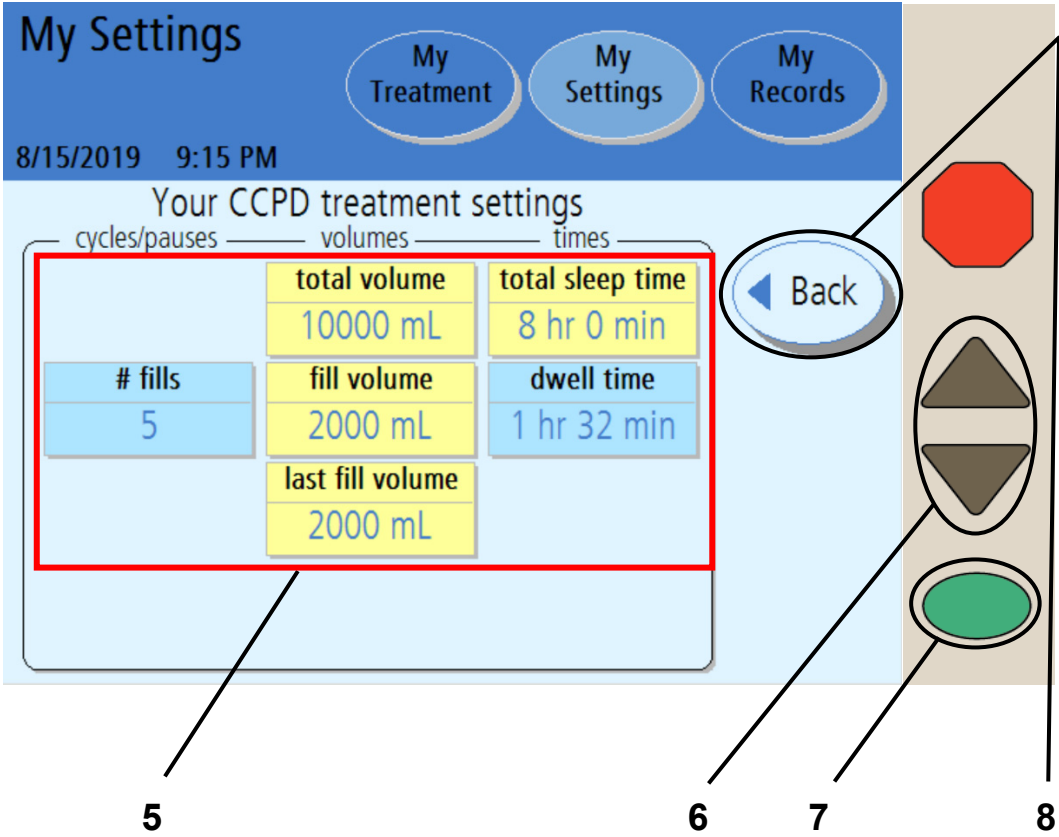 My Settings
My
Treatment
My
Settings
My
Records
8/15/2019 9:15 PM
Your CCPD treatment settings
cycles/pauses volumes times
total volume
10000 mL
total sleep time
8 hr 0 min
Back
# fills
5
fill volume
2000 mL
dwell time
1 hr 32 min
last fill volume
2000 mL
5 6 7 8